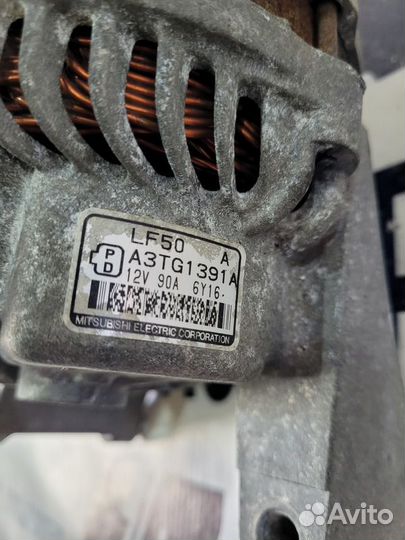 LF50 A
P D A3TG1391A
12V 90A 6Y16-
MITSUBISHI ELECTRIC CORPORATION
Avito